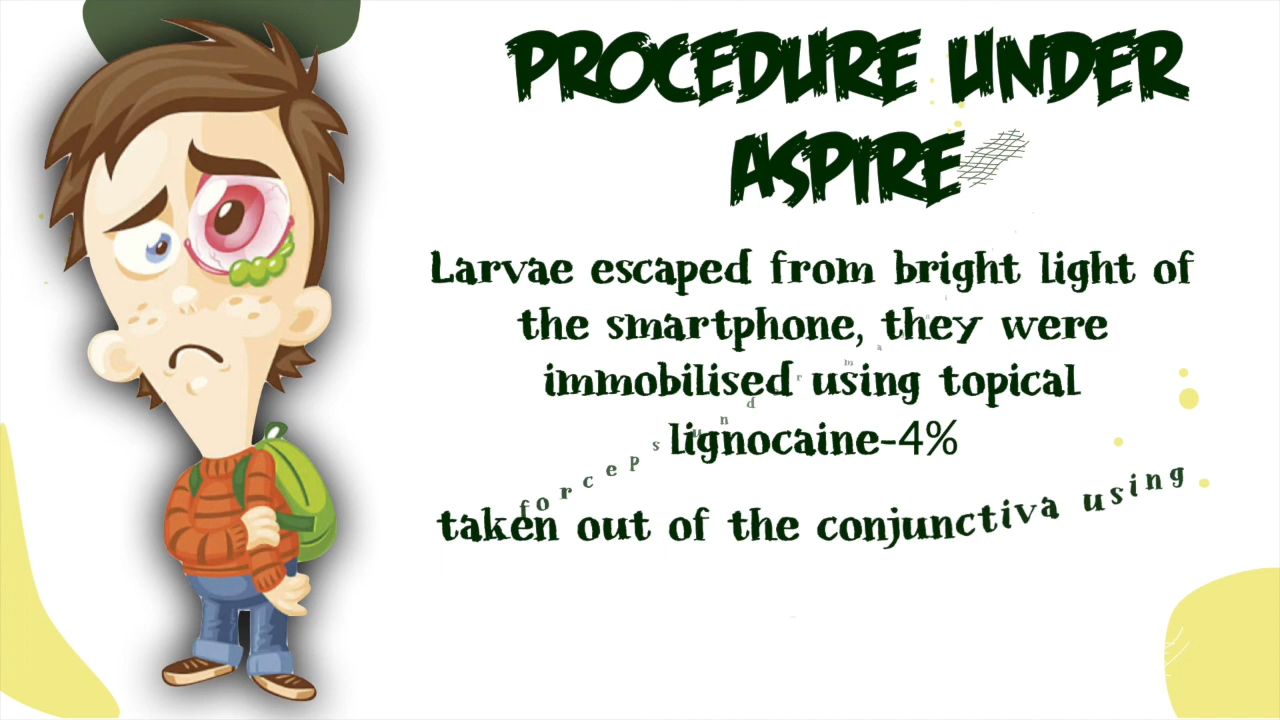 PROCEDURE UNDER
ASPIRE
Larvae escaped from bright light of
the smartphone, they were
immobilised using topical
lignocaine-4%
taken out of the conjunctiva using
forceps und